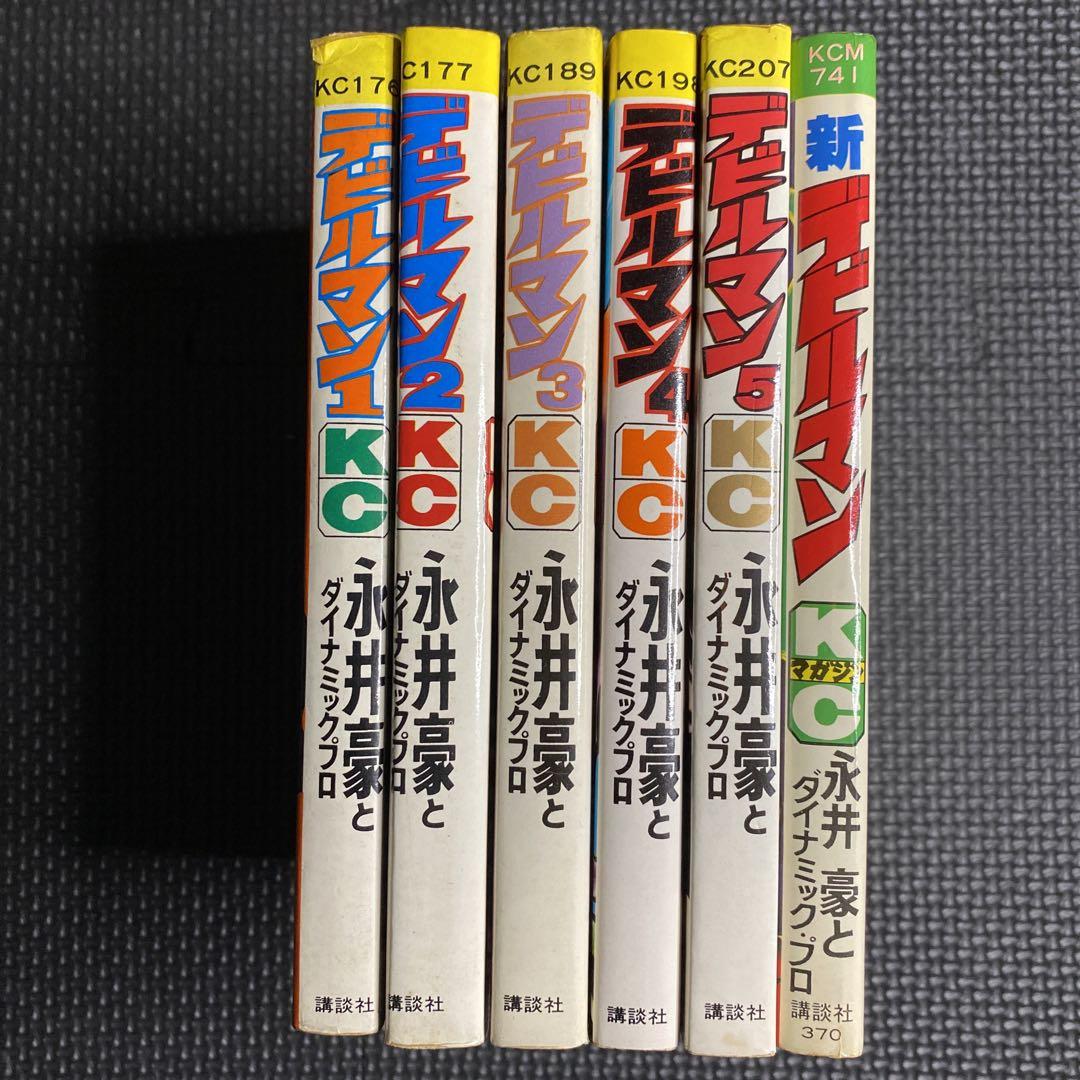 KC176
デビルマン1
KC
永井豪と
ダイナミックプロ
講談社
C177
デビルマン2
KC
永井豪と
ダイナミックプロ
講談社
KC189
デビルマン3
KC
永井豪と
ダイナミックプロ
講談社
KC198
デビルマン4
KC
永井豪と
ダイナミックプロ
講談社
KC207
デビルマン5
KC
永井豪と
ダイナミックプロ
講談社
KCM
741
新
デビールマン
K
マガジン
C
永井豪と
ダイナミック・プロ
講談社
370